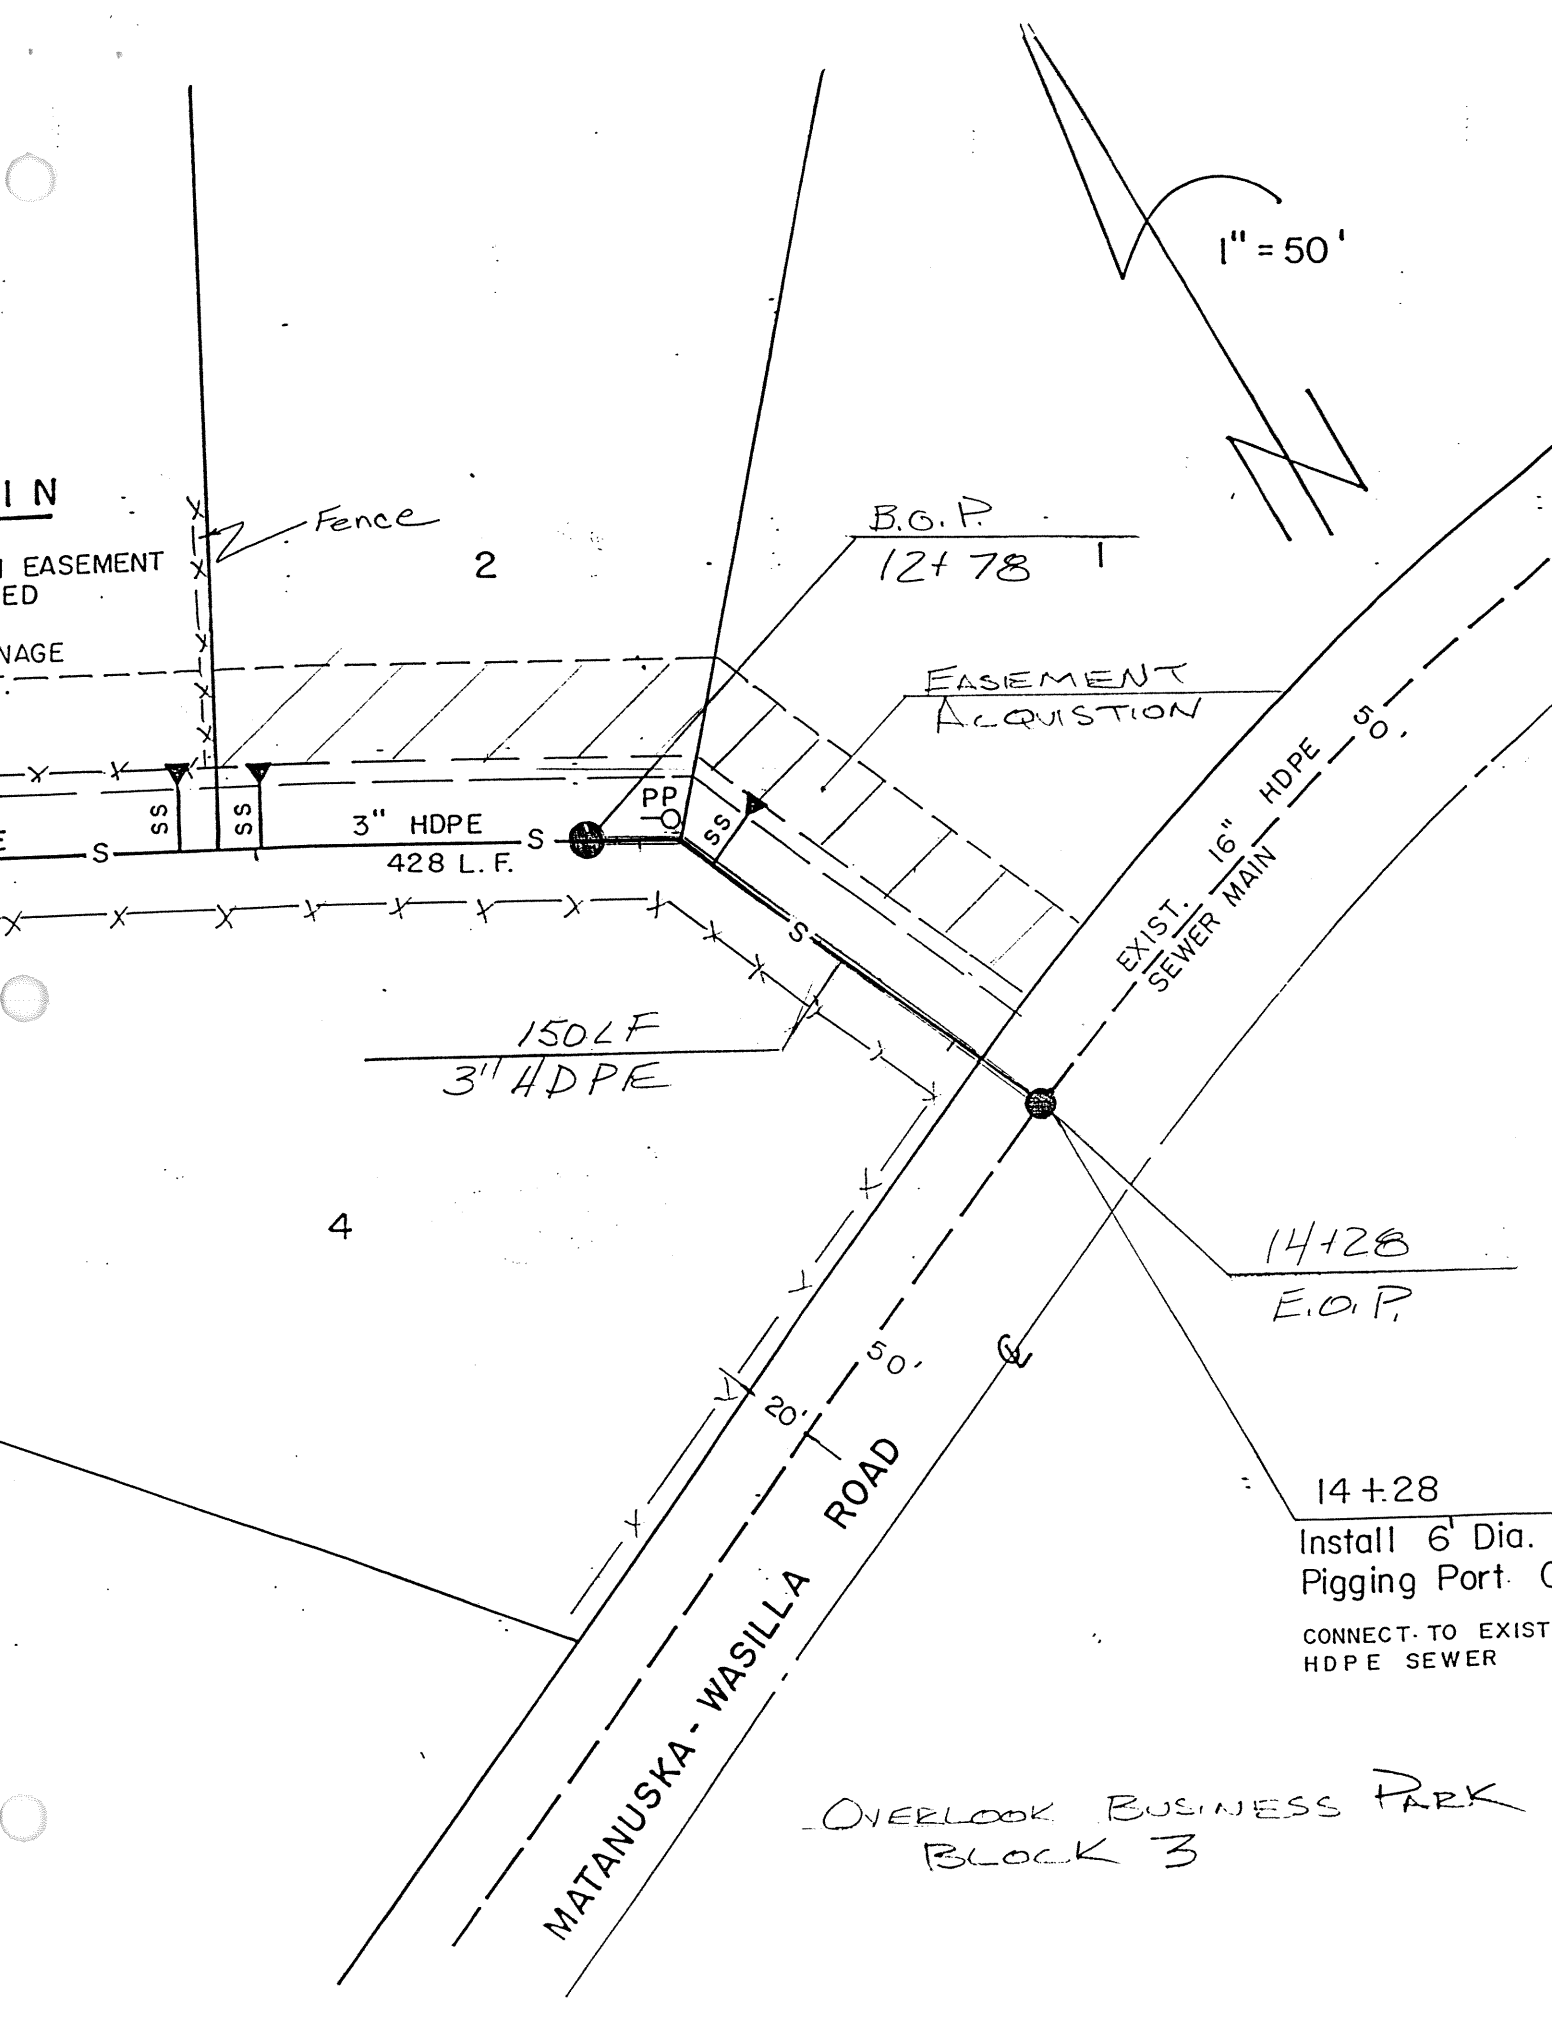 1" = 50'
IN
EASEMENT
ED
NAGE
Fence
2
B.O.P.
12+78
1
EASEMENT
ACQUISTION
50'
EXIST. 16" HDPE
SEWER MAIN
PP
SS
SS
SS
3" HDPE
428 L.F.
S
S
S
150 LF
3" HDPE
4
14+28
E.O.P.
50'
20'
℄
MATANUSKA-WASILLA ROAD
14+28
Install 6' Dia.
Pigging Port
CONNECT TO EXIST
HDPE SEWER
OVERLOOK BUSINESS PARK
BLOCK 3